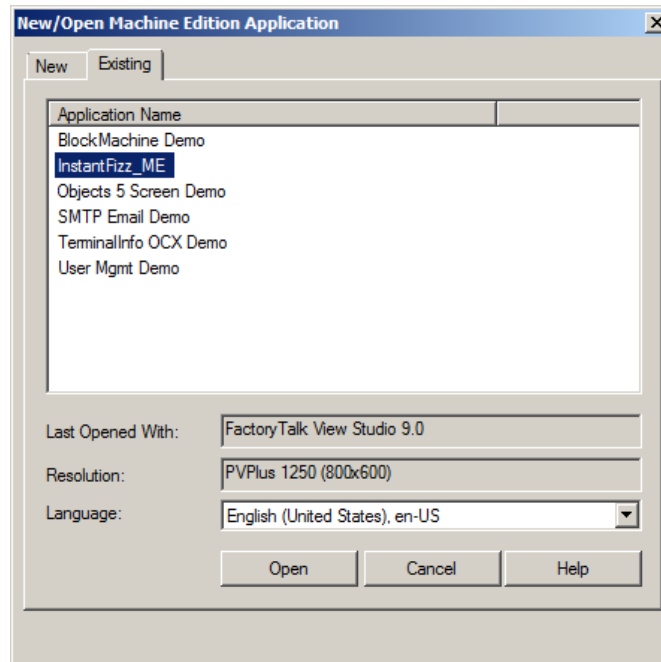 New/Open Machine Edition Application
New
Existing
Application Name
BlockMachine Demo
InstantFizz_ME
Objects 5 Screen Demo
SMTP Email Demo
TerminalInfo OCX Demo
User Mgmt Demo
Last Opened With: FactoryTalk View Studio 9.0
Resolution: PVPlus 1250 (800x600)
Language: English (United States), en-US
Open Cancel Help